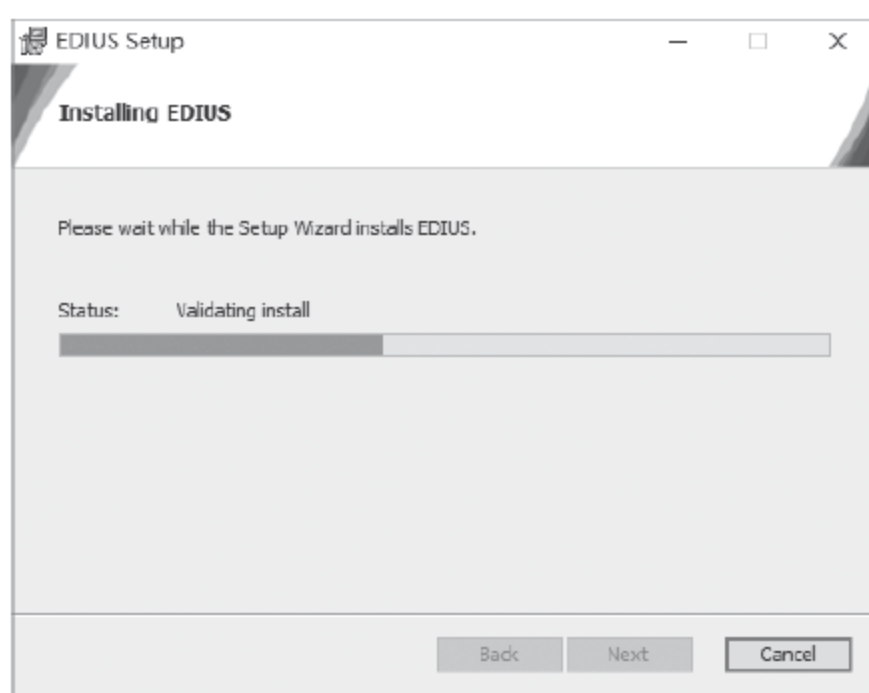 EDIUS Setup
Installing EDIUS
Please wait while the Setup Wizard installs EDIUS.
Status: Validating install
Back Next Cancel